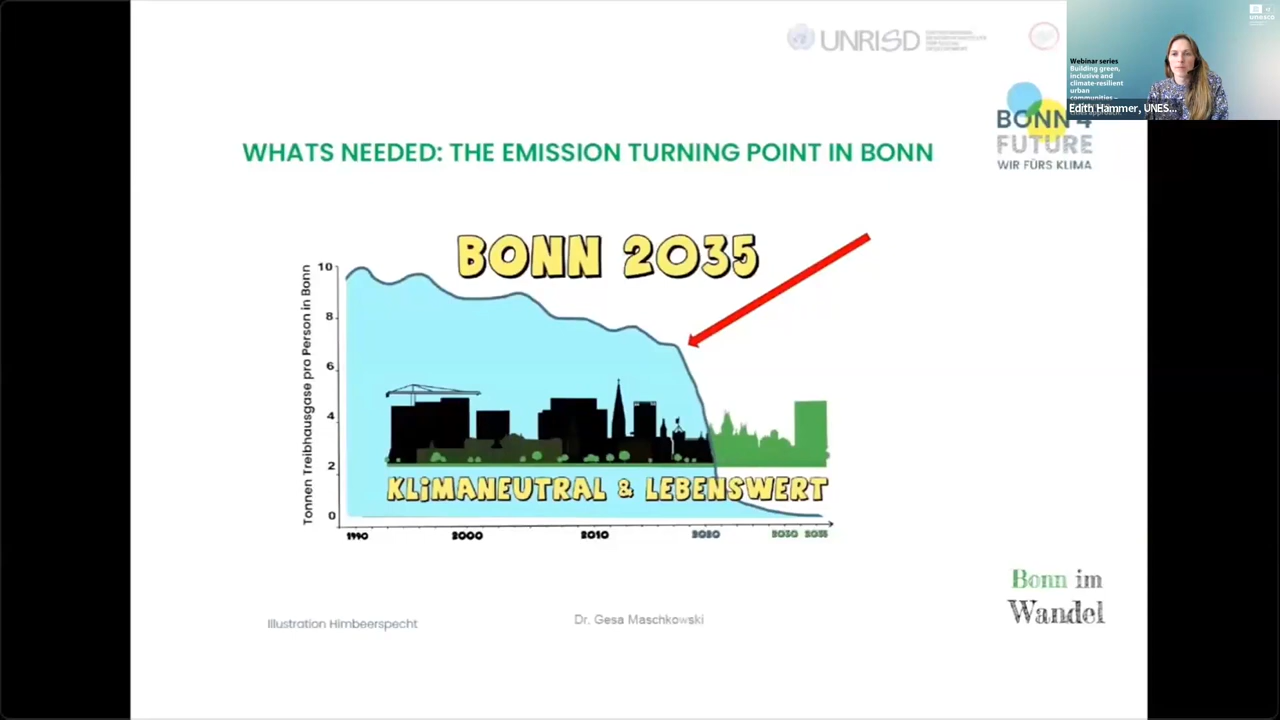 UNRISD
unesco
Webinar series
Building green,
inclusive and
climate-resilient
urban
communities –
Edith Hammer, UNES...
BONN 4
FUTURE
WIR FÜRS KLIMA
WHATS NEEDED: THE EMISSION TURNING POINT IN BONN
BONN 2035
Tonnen Treibhausgase pro Person in Bonn
10
8
6
4
2
0
KLiMANEUTRAL & LEBENSWERT
1990 2000 2010 2020 2030 2035
Bonn im
Wandel
Illustration Himbeerspecht
Dr. Gesa Maschkowski